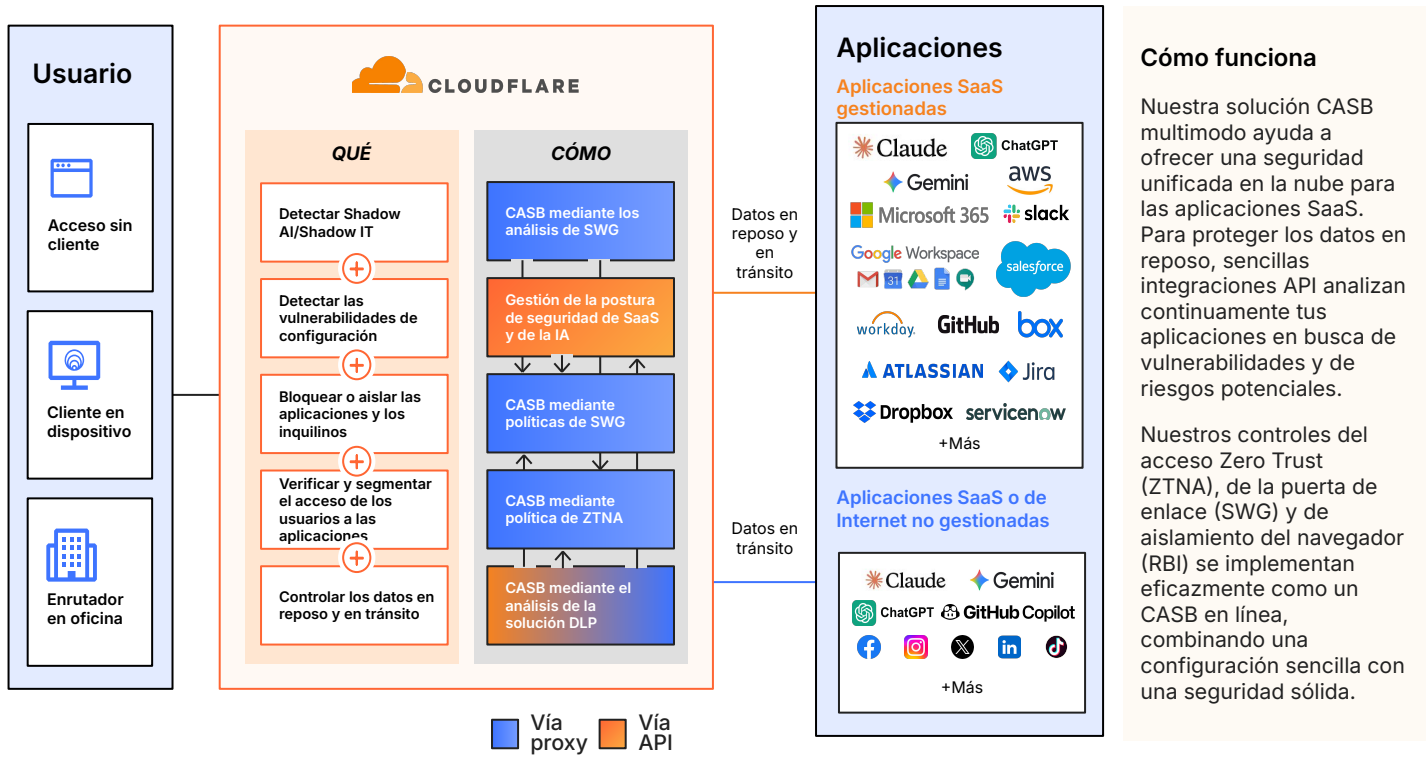 Usuario
Acceso sin
cliente
Cliente en
dispositivo
Enrutador
en oficina
CLOUDFLARE
QUÉ
Detectar Shadow
AI/Shadow IT
Detectar las
vulnerabilidades de
configuración
Bloquear o aislar las
aplicaciones y los
inquilinos
Verificar y segmentar
el acceso de los
usuarios a las
aplicaciones
Controlar los datos en
reposo y en tránsito
CÓMO
CASB mediante los
análisis de SWG
Gestión de la postura
de seguridad de SaaS
y de la IA
CASB mediante
políticas de SWG
CASB mediante
política de ZTNA
CASB mediante el
análisis de la
solución DLP
Vía
proxy
Vía
API
Datos en
reposo y
en
tránsito
Datos en
tránsito
Aplicaciones
Aplicaciones SaaS
gestionadas
Claude ChatGPT
Gemini aws
Microsoft 365 slack
Google Workspace salesforce
31
workday. GitHub box
ATLASSIAN Jira
Dropbox servicenow
+Más
Aplicaciones SaaS o de
Internet no gestionadas
Claude Gemini
ChatGPT GitHub Copilot
in
+Más
Cómo funciona
Nuestra solución CASB
multimodo ayuda a
ofrecer una seguridad
unificada en la nube para
las aplicaciones SaaS.
Para proteger los datos en
reposo, sencillas
integraciones API analizan
continuamente tus
aplicaciones en busca de
vulnerabilidades y de
riesgos potenciales.
Nuestros controles del
acceso Zero Trust
(ZTNA), de la puerta de
enlace (SWG) y de
aislamiento del navegador
(RBI) se implementan
eficazmente como un
CASB en línea,
combinando una
configuración sencilla con
una seguridad sólida.